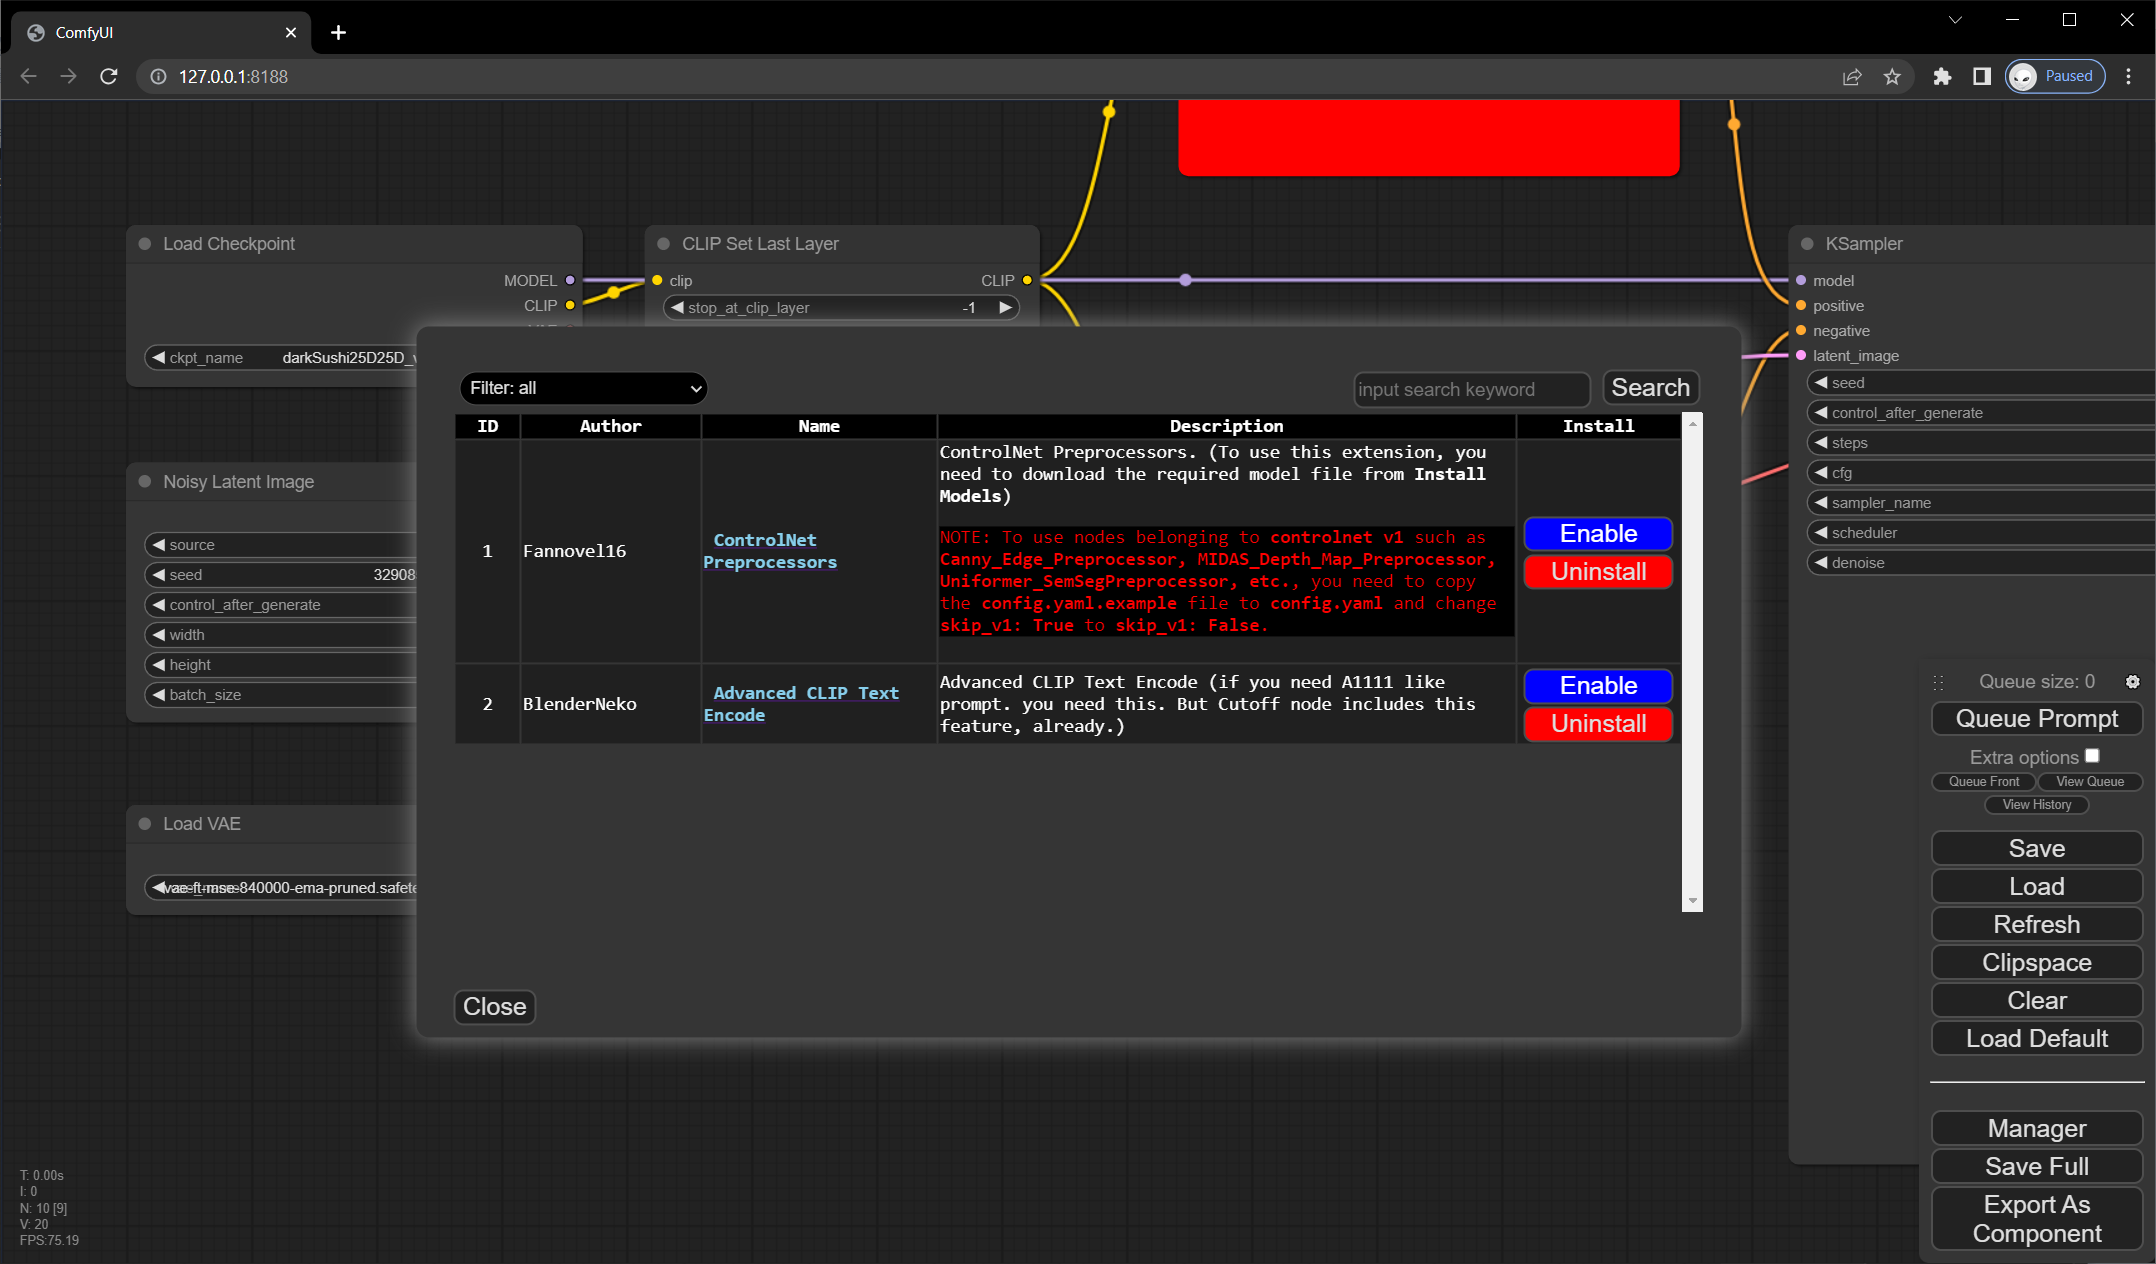 ComfyUI
127.0.0.1:8188
Paused
Load Checkpoint
MODEL
CLIP
ckpt_name darkSushi25D25D_v
CLIP Set Last Layer
clip CLIP
stop_at_clip_layer -1
KSampler
model
positive
negative
latent_image
seed
control_after_generate
steps
cfg
sampler_name
scheduler
denoise
Noisy Latent Image
source
seed 32908
control_after_generate
width
height
batch_size
Load VAE
vae-ft-mse-840000-ema-pruned.safete
Filter: all
input search keyword
Search
ID Author Name Description Install
1
Fannovel16
ControlNet
Preprocessors
ControlNet Preprocessors. (To use this extension, you
need to download the required model file from Install
Models)
NOTE: To use nodes belonging to controlnet v1 such as
Canny_Edge_Preprocessor, MIDAS_Depth_Map_Preprocessor,
Uniformer_SemSegPreprocessor, etc., you need to copy
the config.yaml.example file to config.yaml and change
skip_v1: True to skip_v1: False.
Enable
Uninstall
2
BlenderNeko
Advanced CLIP Text
Encode
Advanced CLIP Text Encode (if you need A1111 like
prompt. you need this. But Cutoff node includes this
feature, already.)
Enable
Uninstall
Close
Queue size: 0
Queue Prompt
Extra options
Queue Front View Queue
View History
Save
Load
Refresh
Clipspace
Clear
Load Default
Manager
Save Full
Export As
Component
T: 0.00s
I: 0
N: 10 [9]
V: 20
FPS:75.19